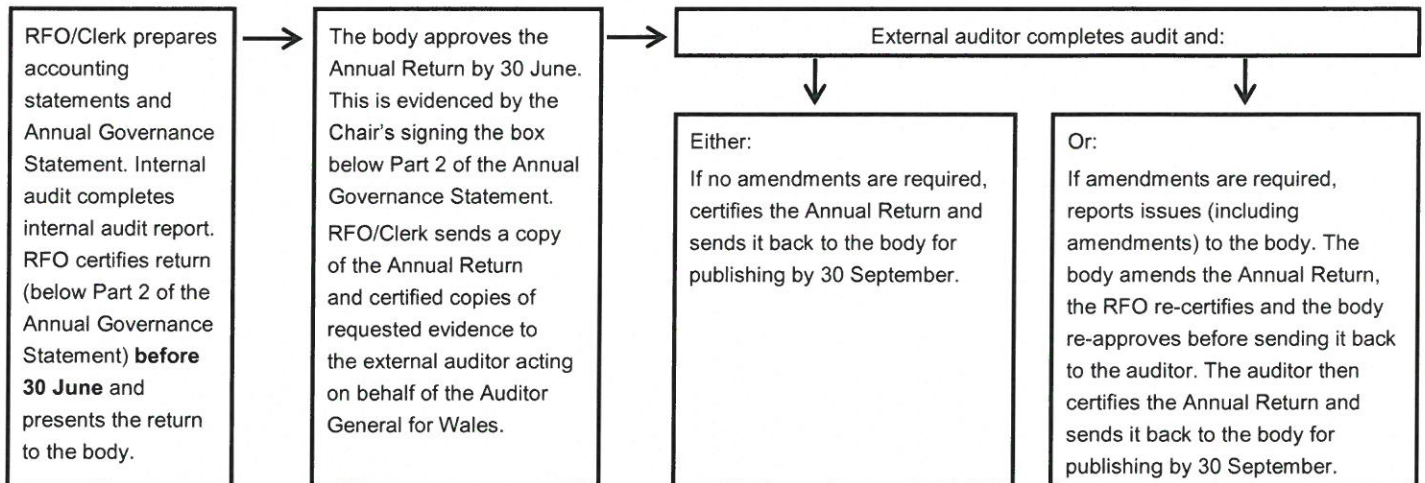 RFO/Clerk prepares
accounting
statements and
Annual Governance
Statement. Internal
audit completes
internal audit report.
RFO certifies return
(below Part 2 of the
Annual Governance
Statement) before
30 June and
presents the return
to the body.
The body approves the
Annual Return by 30 June.
This is evidenced by the
Chair's signing the box
below Part 2 of the Annual
Governance Statement.
RFO/Clerk sends a copy
of the Annual Return
and certified copies of
requested evidence to
the external auditor acting
on behalf of the Auditor
General for Wales.
External auditor completes audit and:
Either:
If no amendments are required,
certifies the Annual Return and
sends it back to the body for
publishing by 30 September.
Or:
If amendments are required,
reports issues (including
amendments) to the body. The
body amends the Annual Return,
the RFO re-certifies and the body
re-approves before sending it back
to the auditor. The auditor then
certifies the Annual Return and
sends it back to the body for
publishing by 30 September.